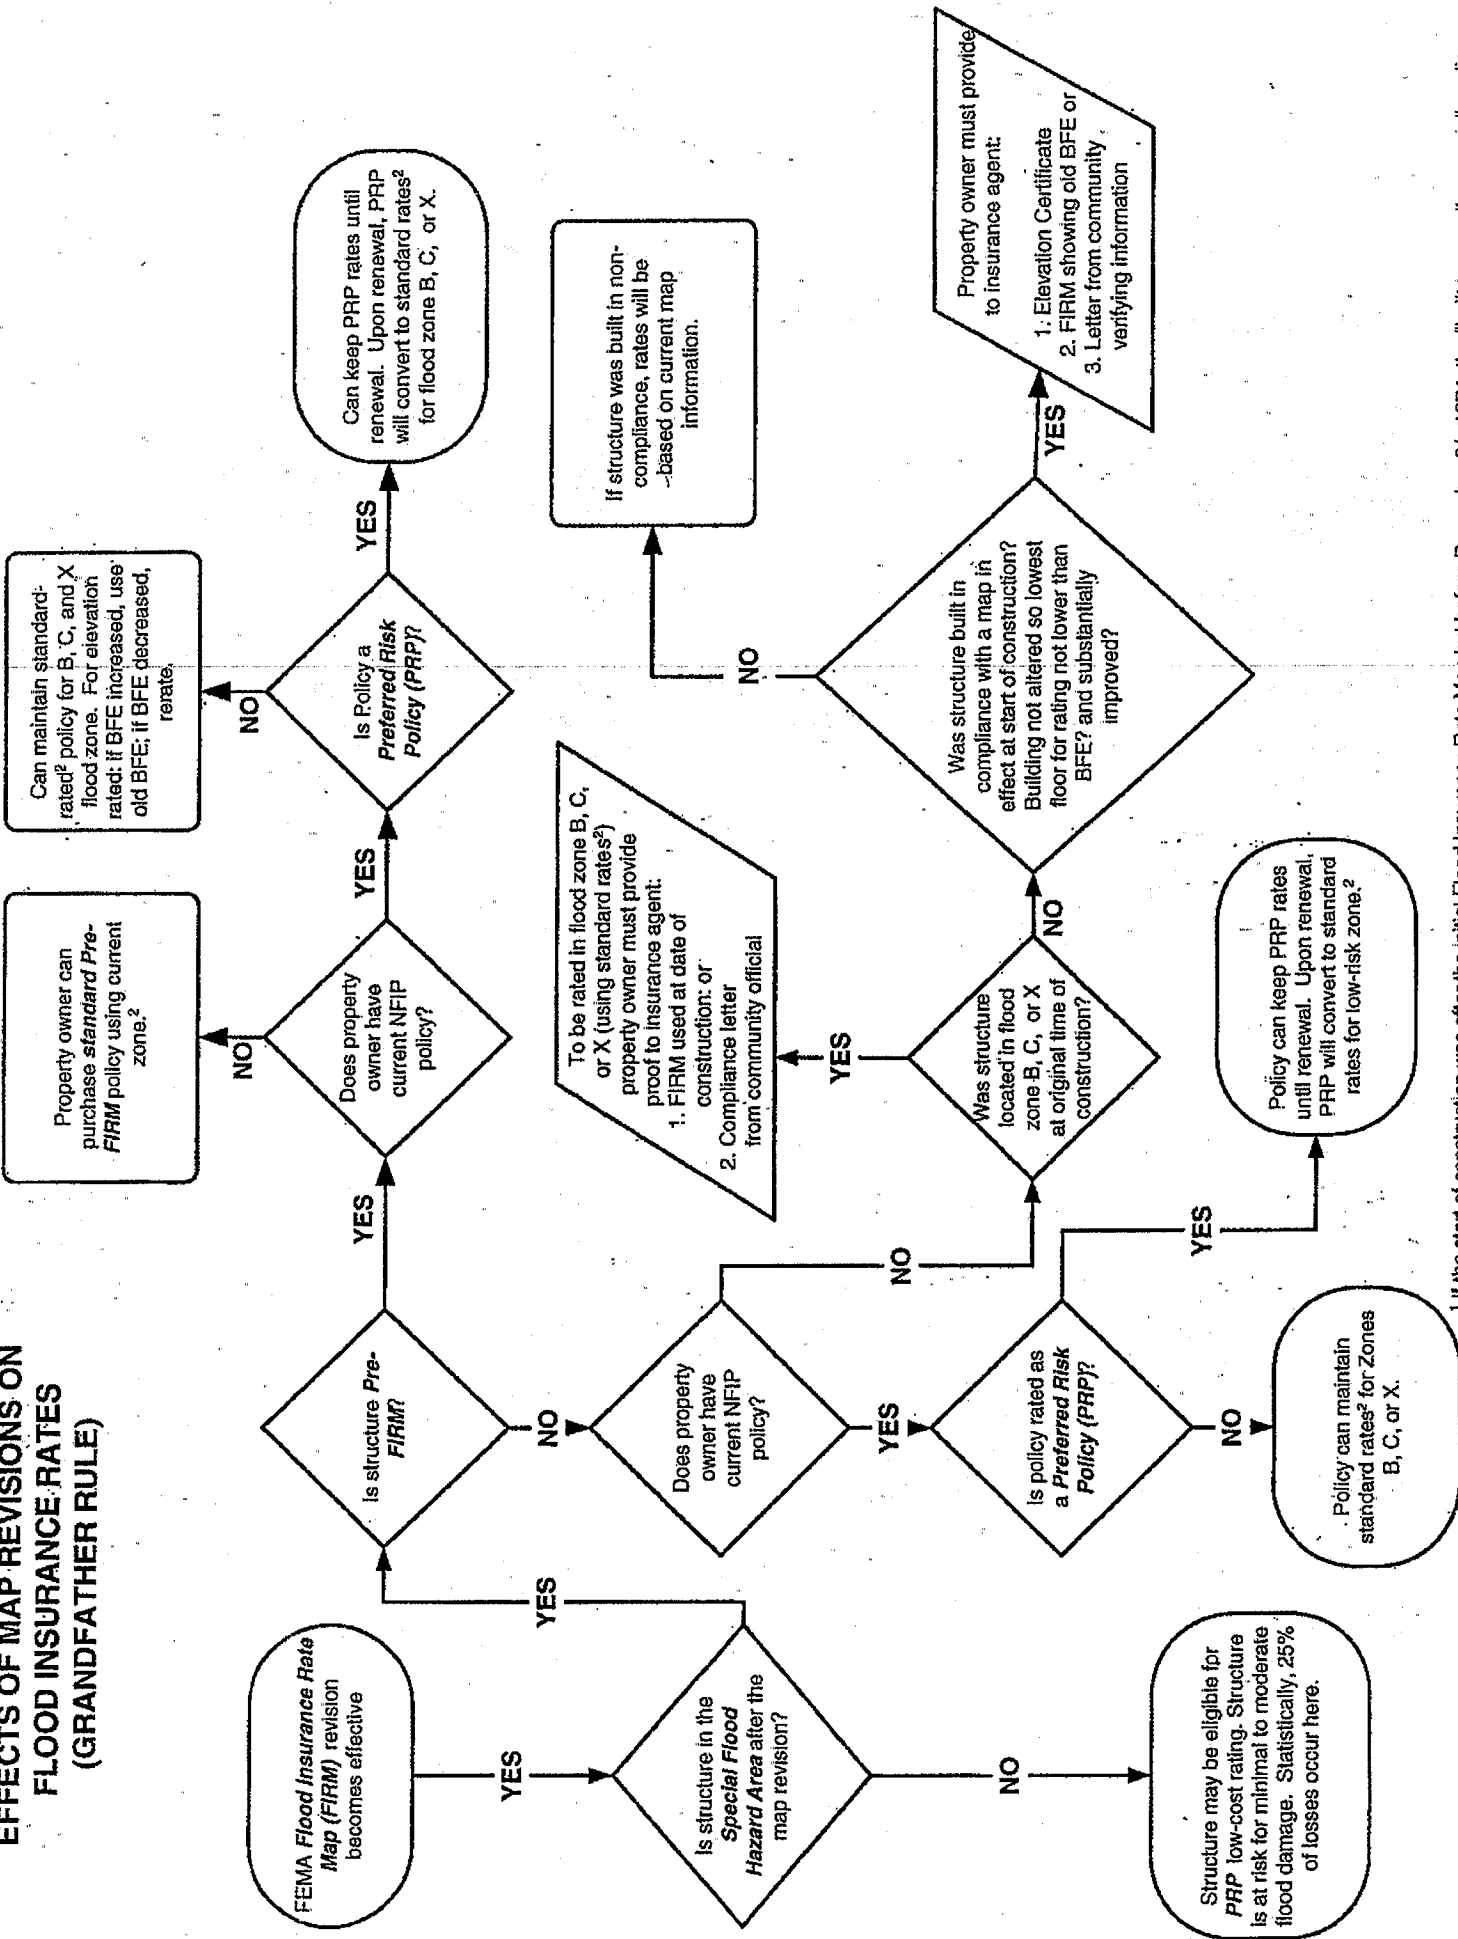 EFFECTS OF MAP REVISIONS ON
FLOOD INSURANCE RATES
(GRANDFATHER RULE)
FEMA Flood Insurance Rate
Map (FIRM) revision
becomes effective
YES
Is structure in the
Special Flood
Hazard Area after the
map revision?
NO
Structure may be eligible for
PRP low-cost rating. Structure
is at risk for minimal to moderate
flood damage. Statistically, 25%
of losses occur here.
YES
Is structure Pre-
FIRM?
YES
Does property
owner have
current NFIP
policy?
NO
Property owner can
purchase standard Pre-
FIRM policy using current
zone.²
YES
Is Policy a
Preferred Risk
Policy (PRP)?
NO
Can maintain standard-
rated² policy for B, C, and X
flood zone. For elevation
rated: if BFE increased, use
old BFE; if BFE decreased,
rerate.
YES
Can keep PRP rates until
renewal. Upon renewal, PRP
will convert to standard rates²
for flood zone B, C, or X.
NO
Does property
owner have
current NFIP
policy?
YES
Is policy rated as
a Preferred Risk
Policy (PRP)?
NO
Policy can maintain
standard rates² for Zones
B, C, or X.
YES
Policy can keep PRP rates
until renewal. Upon renewal,
PRP will convert to standard
rates for low-risk zone.²
NO
Was structure
located in flood
zone B, C, or X
at original time of
construction?
YES
To be rated in flood zone B, C,
or X (using standard rates²)
property owner must provide
proof to insurance agent:
1. FIRM used at date of
construction: or
2. Compliance letter
from community official
NO
Was structure built in
compliance with a map in
effect at start of construction?
Building not altered so lowest
floor for rating not lower than
BFE? and substantially
improved?
NO
If structure was built in non-
compliance, rates will be
based on current map
information.
YES
Property owner must provide
to insurance agent:
1. Elevation Certificate
2. FIRM showing old BFE or
3. Letter from community
verifying information